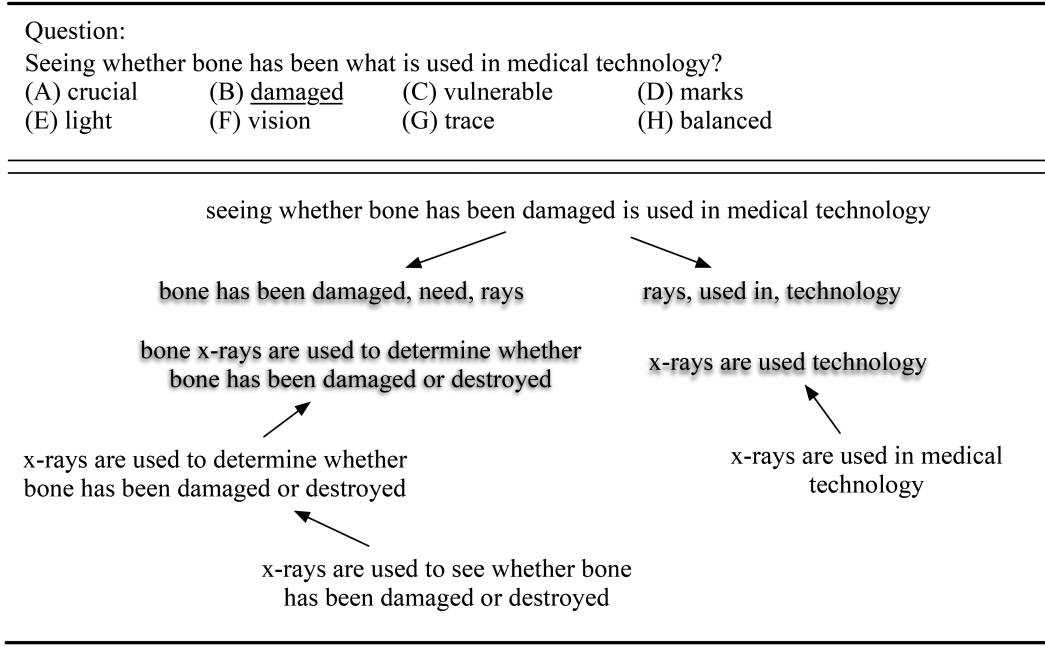 Question:
Seeing whether bone has been what is used in medical technology?
(A) crucial (B) damaged (C) vulnerable (D) marks
(E) light (F) vision (G) trace (H) balanced
seeing whether bone has been damaged is used in medical technology
bone has been damaged, need, rays rays, used in, technology
bone x-rays are used to determine whether
bone has been damaged or destroyed
x-rays are used technology
x-rays are used to determine whether
bone has been damaged or destroyed
x-rays are used in medical
technology
x-rays are used to see whether bone
has been damaged or destroyed